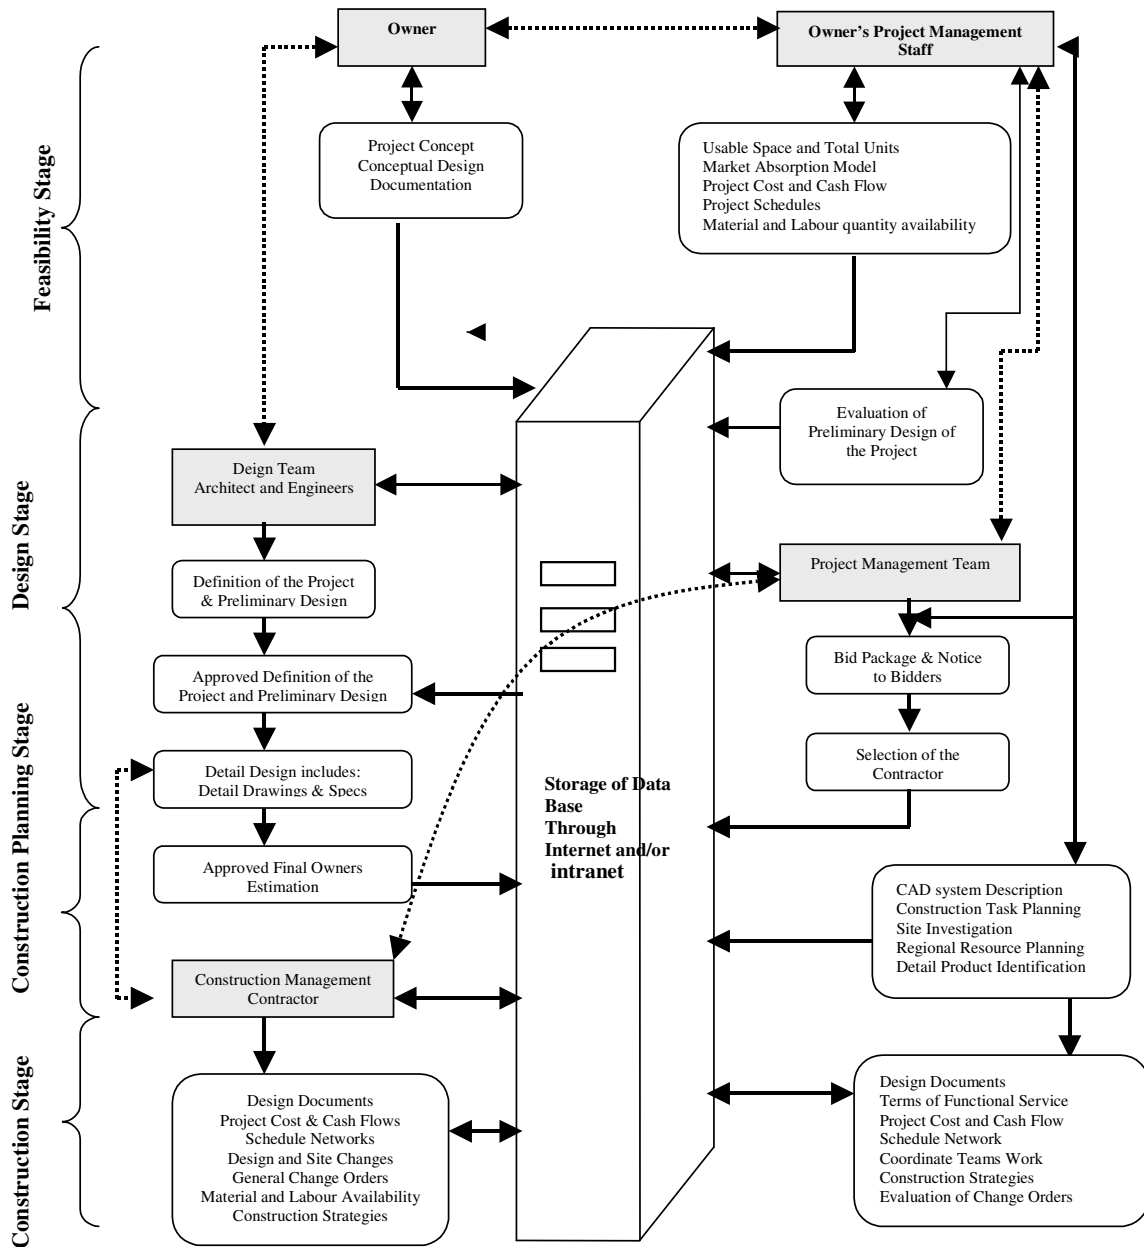 Owner
Owner's Project Management
Staff
Project Concept
Conceptual Design
Documentation
Usable Space and Total Units
Market Absorption Model
Project Cost and Cash Flow
Project Schedules
Material and Labour quantity availability
Feasibility Stage
Evaluation of
Preliminary Design of
the Project
Deign Team
Architect and Engineers
Design Stage
Project Management Team
Definition of the Project
& Preliminary Design
Bid Package & Notice
to Bidders
Approved Definition of the
Project and Preliminary Design
Selection of the
Contractor
Detail Design includes:
Detail Drawings & Specs
Storage of Data
Base
Through
Internet and/or
intranet
Construction Planning Stage
Approved Final Owners
Estimation
CAD system Description
Construction Task Planning
Site Investigation
Regional Resource Planning
Detail Product Identification
Construction Management
Contractor
Construction Stage
Design Documents
Project Cost & Cash Flows
Schedule Networks
Design and Site Changes
General Change Orders
Material and Labour Availability
Construction Strategies
Design Documents
Terms of Functional Service
Project Cost and Cash Flow
Schedule Network
Coordinate Teams Work
Construction Strategies
Evaluation of Change Orders